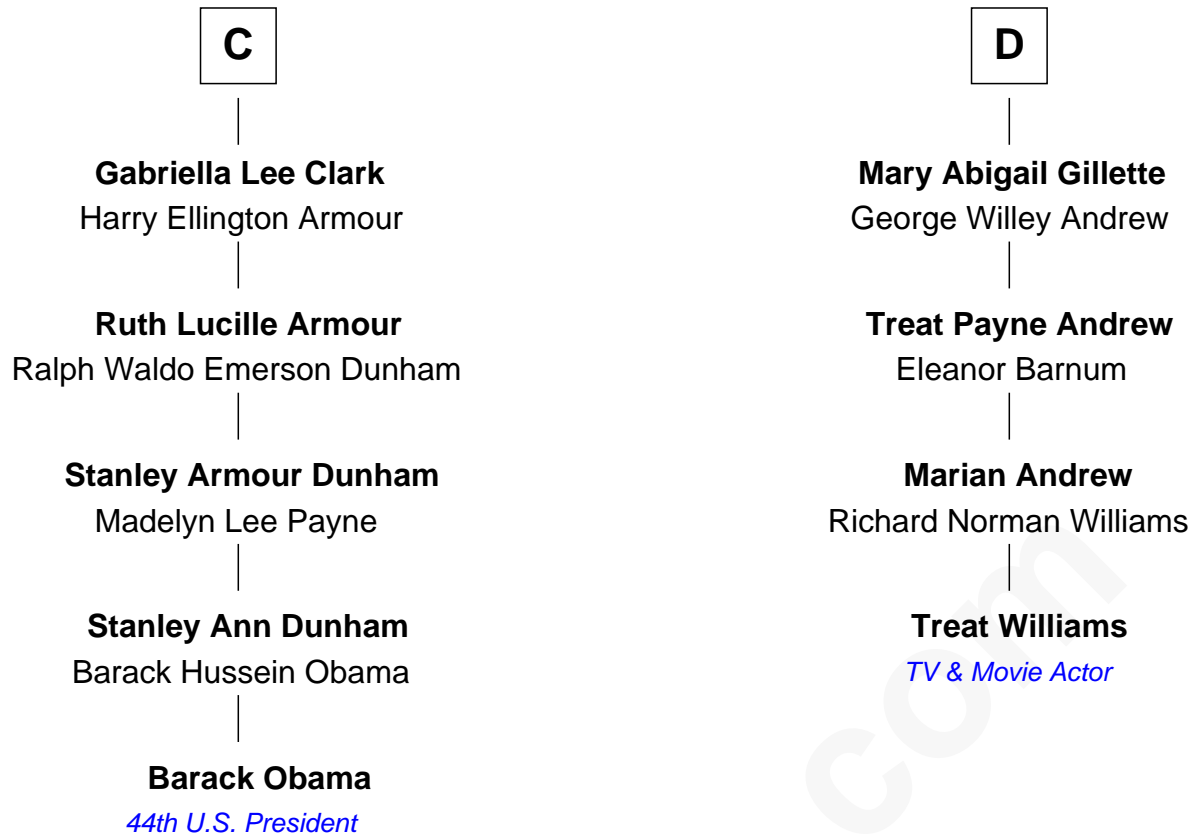 C
Gabriella Lee Clark
Harry Ellington Armour
Ruth Lucille Armour
Ralph Waldo Emerson Dunham
Stanley Armour Dunham
Madelyn Lee Payne
Stanley Ann Dunham
Barack Hussein Obama
Barack Obama
44th U.S. President
D
Mary Abigail Gillette
George Willey Andrew
Treat Payne Andrew
Eleanor Barnum
Marian Andrew
Richard Norman Williams
Treat Williams
TV & Movie Actor
com